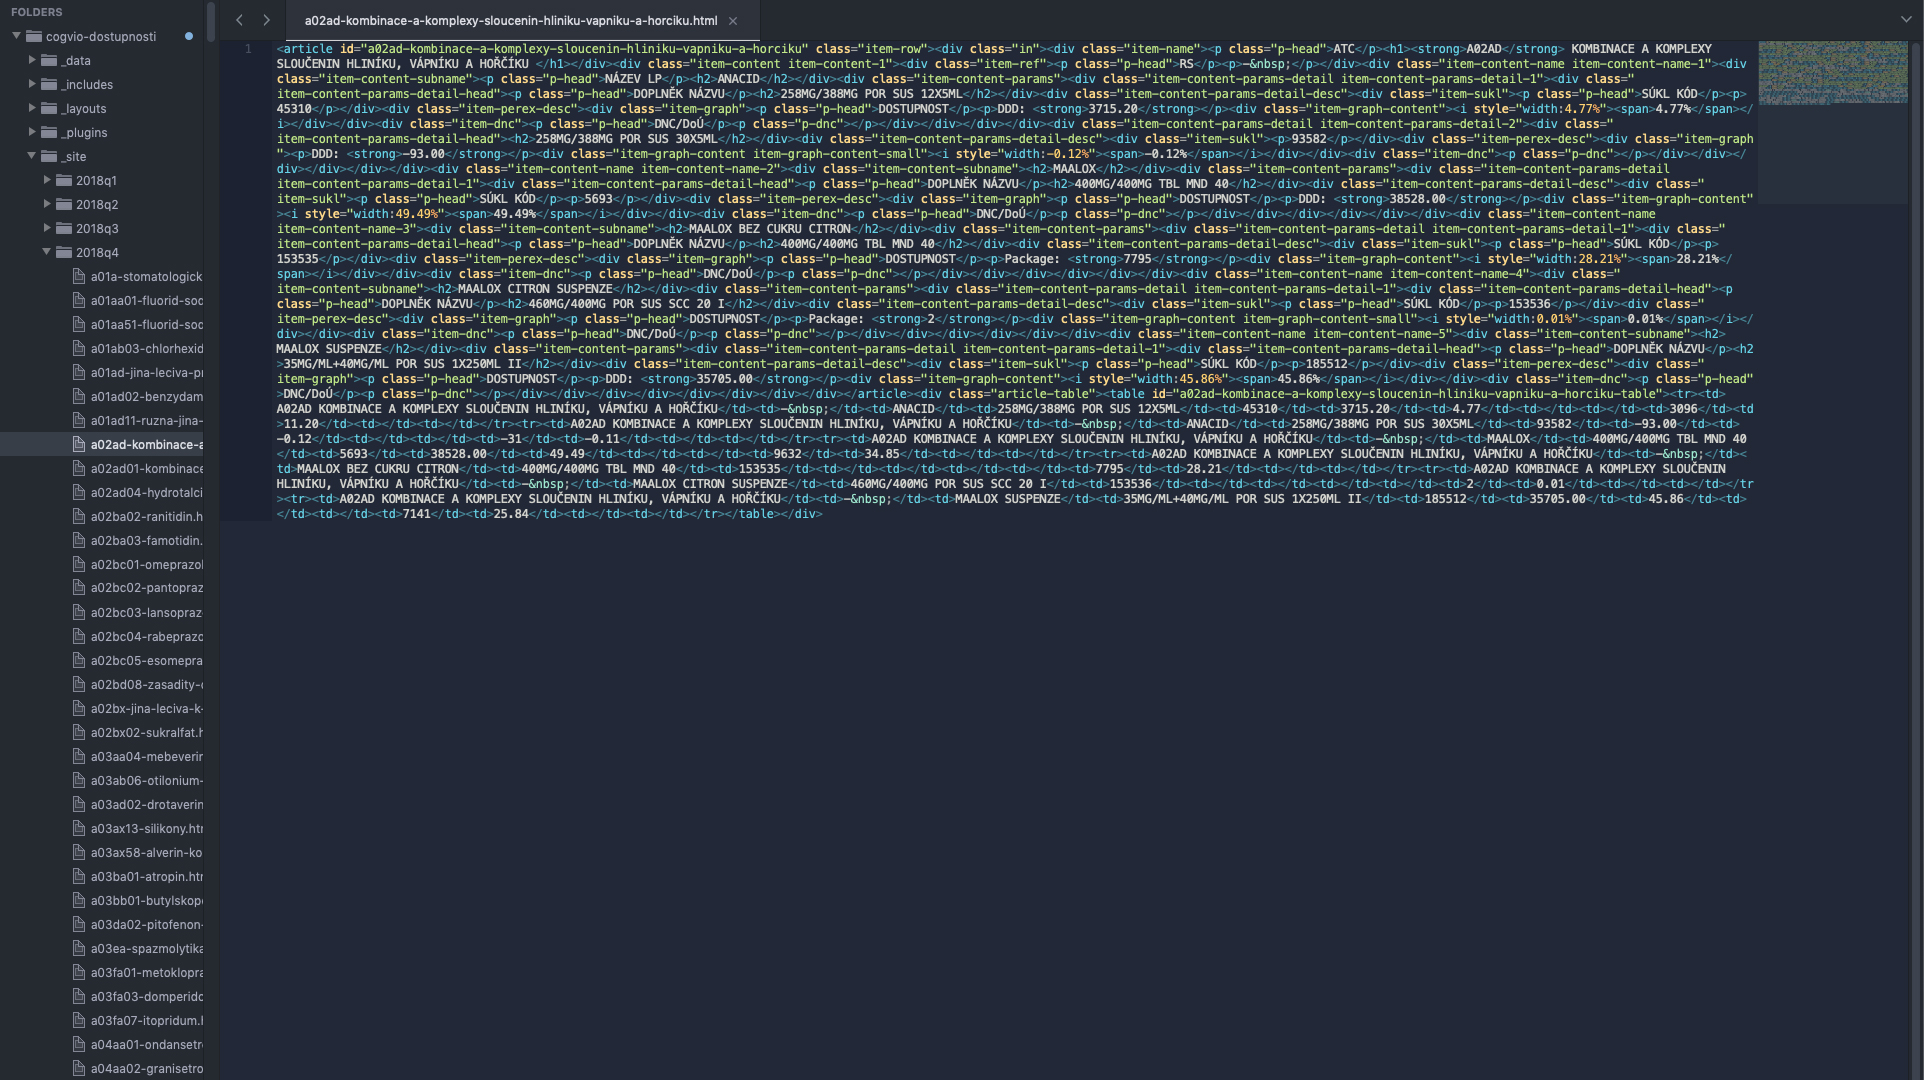 FOLDERS
cogvio-dostupnosti
_data
_includes
_layouts
_plugins
_site
2018q1
2018q2
2018q3
2018q4
a01a-stomatologick
a01aa01-fluorid-sod
a01aa51-fluorid-sod
a01ab03-chlorhexid
a01ad-jina-leciva-pr
a01ad02-benzydam
a01ad11-ruzna-jina-
a02ad-kombinace-a
a02ad01-kombinace
a02ad04-hydrotalci
a02ba02-ranitidin.h
a02ba03-famotidin.
a02bc01-omeprazol
a02bc02-pantopraz
a02bc03-lansopraz
a02bc04-rabeprazo
a02bc05-esomepra
a02bd08-zasadity-
a02bx-jina-leciva-k-
a02bx02-sukralfat.h
a03aa04-mebeverin
a03ab06-otilonium-
a03ad02-drotaverin
a03ax13-silikony.htm
a03ax58-alverin-ko
a03ba01-atropin.htm
a03bb01-butylskopo
a03da02-pitofenon-
a03ea-spazmolytika
a03fa01-metoklopra
a03fa03-domperido
a03fa07-itopridum.h
a04aa01-ondansetro
a04aa02-granisetro
a02ad-kombinace-a-komplexy-sloucenin-hliniku-vapniku-a-horciku.html ×
1
<article id="a02ad-kombinace-a-komplexy-sloucenin-hliniku-vapniku-a-horciku" class="item-row"><div class="in"><div class="item-name"><p class="p-head">ATC</p><h1><strong>A02AD</strong> KOMBINACE A KOMPLEXY
SLOUČENIN HLINÍKU, VÁPNÍKU A HOŘČÍKU </h1></div><div class="item-content item-content-1"><div class="item-ref"><p class="p-head">RS</p><p>–&nbsp;</p></div><div class="item-content-name item-content-name-1"><div
class="item-content-subname"><p class="p-head">NÁZEV LP</p><h2>ANACID</h2></div><div class="item-content-params"><div class="item-content-params-detail item-content-params-detail-1"><div class="
item-content-params-detail-head"><p class="p-head">DOPLNĚK NÁZVU</p><h2>258MG/388MG POR SUS 12X5ML</h2></div><div class="item-content-params-detail-desc"><div class="item-sukl"><p class="p-head">SÚKL KÓD</p><p>
45310</p></div><div class="item-perex-desc"><div class="item-graph"><p class="p-head">DOSTUPNOST</p><p>DDD: <strong>3715.20</strong></p><div class="item-graph-content"><i style="width:4.77%"><span>4.77%</span></
i></div></div><div class="item-dnc"><p class="p-head">DNC/DoÚ</p><p class="p-dnc"></p></div></div></div></div><div class="item-content-params-detail item-content-params-detail-2"><div class="
item-content-params-detail-head"><h2>258MG/388MG POR SUS 30X5ML</h2></div><div class="item-content-params-detail-desc"><div class="item-sukl"><p>93582</p></div><div class="item-perex-desc"><div class="item-graph
"><p>DDD: <strong>-93.00</strong></p><div class="item-graph-content item-graph-content-small"><i style="width:-0.12%"><span>-0.12%</span></i></div></div><div class="item-dnc"><p class="p-dnc"></p></div></div></
div></div></div></div><div class="item-content-name item-content-name-2"><div class="item-content-subname"><h2>MAALOX</h2></div><div class="item-content-params"><div class="item-content-params-detail
item-content-params-detail-1"><div class="item-content-params-detail-head"><p class="p-head">DOPLNĚK NÁZVU</p><h2>400MG/400MG TBL MND 40</h2></div><div class="item-content-params-detail-desc"><div class="
item-sukl"><p class="p-head">SÚKL KÓD</p><p>5693</p></div><div class="item-perex-desc"><div class="item-graph"><p class="p-head">DOSTUPNOST</p><p>DDD: <strong>38528.00</strong></p><div class="item-graph-content"
><i style="width:49.49%"><span>49.49%</span></i></div></div><div class="item-dnc"><p class="p-head">DNC/DoÚ</p><p class="p-dnc"></p></div></div></div></div></div></div><div class="item-content-name
item-content-name-3"><div class="item-content-subname"><h2>MAALOX BEZ CUKRU CITRON</h2></div><div class="item-content-params"><div class="item-content-params-detail item-content-params-detail-1"><div class="
item-content-params-detail-head"><p class="p-head">DOPLNĚK NÁZVU</p><h2>400MG/400MG TBL MND 40</h2></div><div class="item-content-params-detail-desc"><div class="item-sukl"><p class="p-head">SÚKL KÓD</p><p>
153535</p></div><div class="item-perex-desc"><div class="item-graph"><p class="p-head">DOSTUPNOST</p><p>Package: <strong>7795</strong></p><div class="item-graph-content"><i style="width:28.21%"><span>28.21%</
span></i></div></div><div class="item-dnc"><p class="p-head">DNC/DoÚ</p><p class="p-dnc"></p></div></div></div></div></div></div><div class="item-content-name item-content-name-4"><div class="
item-content-subname"><h2>MAALOX CITRON SUSPENZE</h2></div><div class="item-content-params"><div class="item-content-params-detail item-content-params-detail-1"><div class="item-content-params-detail-head"><p
class="p-head">DOPLNĚK NÁZVU</p><h2>460MG/400MG POR SUS SCC 20 I</h2></div><div class="item-content-params-detail-desc"><div class="item-sukl"><p class="p-head">SÚKL KÓD</p><p>153536</p></div><div class="
item-perex-desc"><div class="item-graph"><p class="p-head">DOSTUPNOST</p><p>Package: <strong>2</strong></p><div class="item-graph-content item-graph-content-small"><i style="width:0.01%"><span>0.01%</span></i></
div></div><div class="item-dnc"><p class="p-head">DNC/DoÚ</p><p class="p-dnc"></p></div></div></div></div></div></div><div class="item-content-name item-content-name-5"><div class="item-content-subname"><h2>
MAALOX SUSPENZE</h2></div><div class="item-content-params"><div class="item-content-params-detail item-content-params-detail-1"><div class="item-content-params-detail-head"><p class="p-head">DOPLNĚK NÁZVU</p><h2
>35MG/ML+40MG/ML POR SUS 1X250ML II</h2></div><div class="item-content-params-detail-desc"><div class="item-sukl"><p class="p-head">SÚKL KÓD</p><p>185512</p></div><div class="item-perex-desc"><div class="
item-graph"><p class="p-head">DOSTUPNOST</p><p>DDD: <strong>35705.00</strong></p><div class="item-graph-content"><i style="width:45.86%"><span>45.86%</span></i></div></div><div class="item-dnc"><p class="p-head"
>DNC/DoÚ</p><p class="p-dnc"></p></div></div></div></div></div></div></div></div></article><div class="article-table"><table id="a02ad-kombinace-a-komplexy-sloucenin-hliniku-vapniku-a-horciku-table"><tr><td>
A02AD KOMBINACE A KOMPLEXY SLOUČENIN HLINÍKU, VÁPNÍKU A HOŘČÍKU</td><td>–&nbsp;</td><td>ANACID</td><td>258MG/388MG POR SUS 12X5ML</td><td>45310</td><td>3715.20</td><td>4.77</td><td></td><td></td><td>3096</td><td
>11.20</td><td></td><td></td></tr><tr><td>A02AD KOMBINACE A KOMPLEXY SLOUČENIN HLINÍKU, VÁPNÍKU A HOŘČÍKU</td><td>–&nbsp;</td><td>ANACID</td><td>258MG/388MG POR SUS 30X5ML</td><td>93582</td><td>-93.00</td><td>
-0.12</td><td></td><td></td><td>-31</td><td>-0.11</td><td></td><td></td></tr><tr><td>A02AD KOMBINACE A KOMPLEXY SLOUČENIN HLINÍKU, VÁPNÍKU A HOŘČÍKU</td><td>–&nbsp;</td><td>MAALOX</td><td>400MG/400MG TBL MND 40
</td><td>5693</td><td>38528.00</td><td>49.49</td><td></td><td></td><td>9632</td><td>34.85</td><td></td><td></td></tr><tr><td>A02AD KOMBINACE A KOMPLEXY SLOUČENIN HLINÍKU, VÁPNÍKU A HOŘČÍKU</td><td>–&nbsp;</td><
td>MAALOX BEZ CUKRU CITRON</td><td>400MG/400MG TBL MND 40</td><td>153535</td><td></td><td></td><td></td><td></td><td>7795</td><td>28.21</td><td></td><td></td></tr><tr><td>A02AD KOMBINACE A KOMPLEXY SLOUČENIN
HLINÍKU, VÁPNÍKU A HOŘČÍKU</td><td>–&nbsp;</td><td>MAALOX CITRON SUSPENZE</td><td>460MG/400MG POR SUS SCC 20 I</td><td>153536</td><td></td><td></td><td></td><td></td><td>2</td><td>0.01</td><td></td><td></td></tr
><tr><td>A02AD KOMBINACE A KOMPLEXY SLOUČENIN HLINÍKU, VÁPNÍKU A HOŘČÍKU</td><td>–&nbsp;</td><td>MAALOX SUSPENZE</td><td>35MG/ML+40MG/ML POR SUS 1X250ML II</td><td>185512</td><td>35705.00</td><td>45.86</td><td>
</td><td></td><td>7141</td><td>25.84</td><td></td><td></td></tr></table></div>